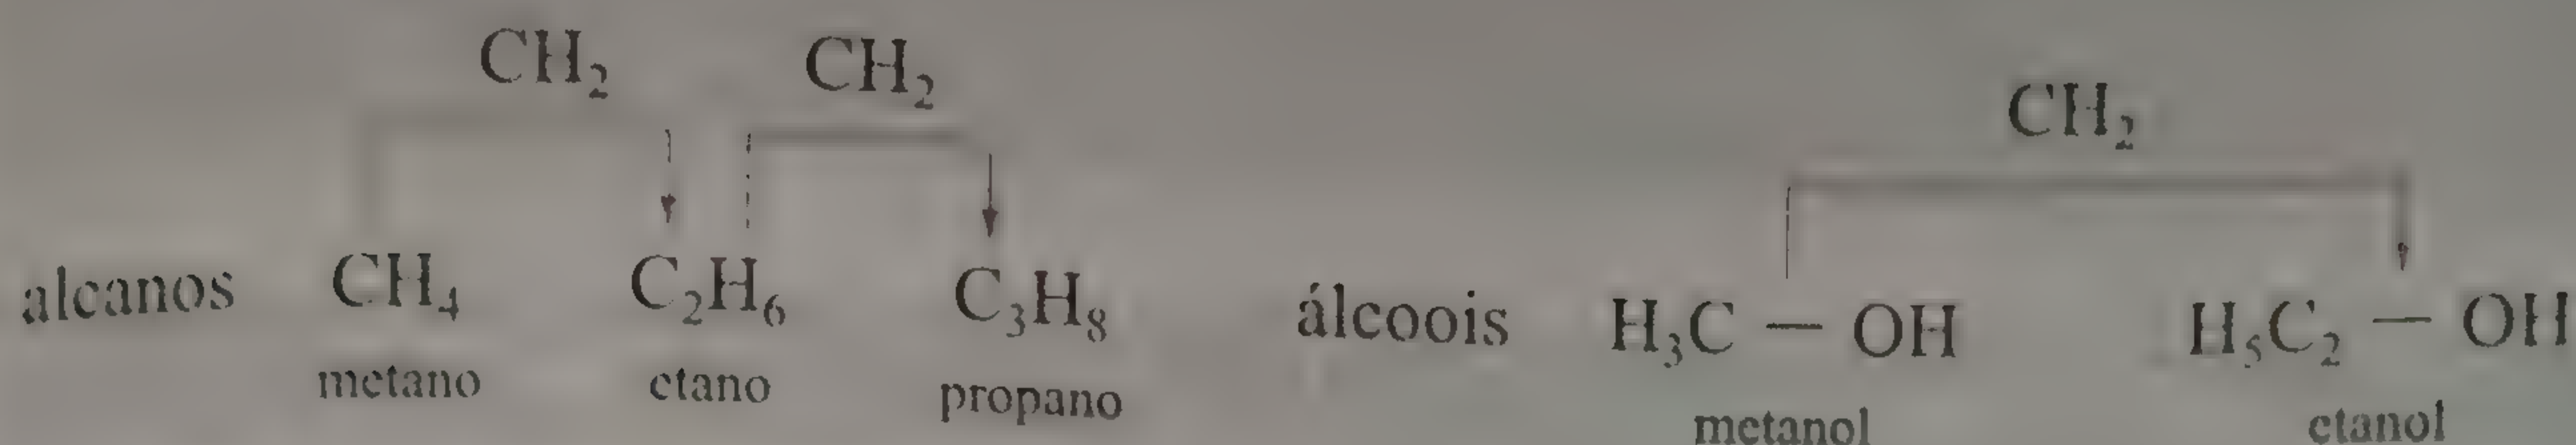 CH₂ CH₂ CH₂
alcanos CH₄ C₂H₆ C₃H₈ álcoois H₃C — OH H₅C₂ — OH
metano etano propano metanol etanol